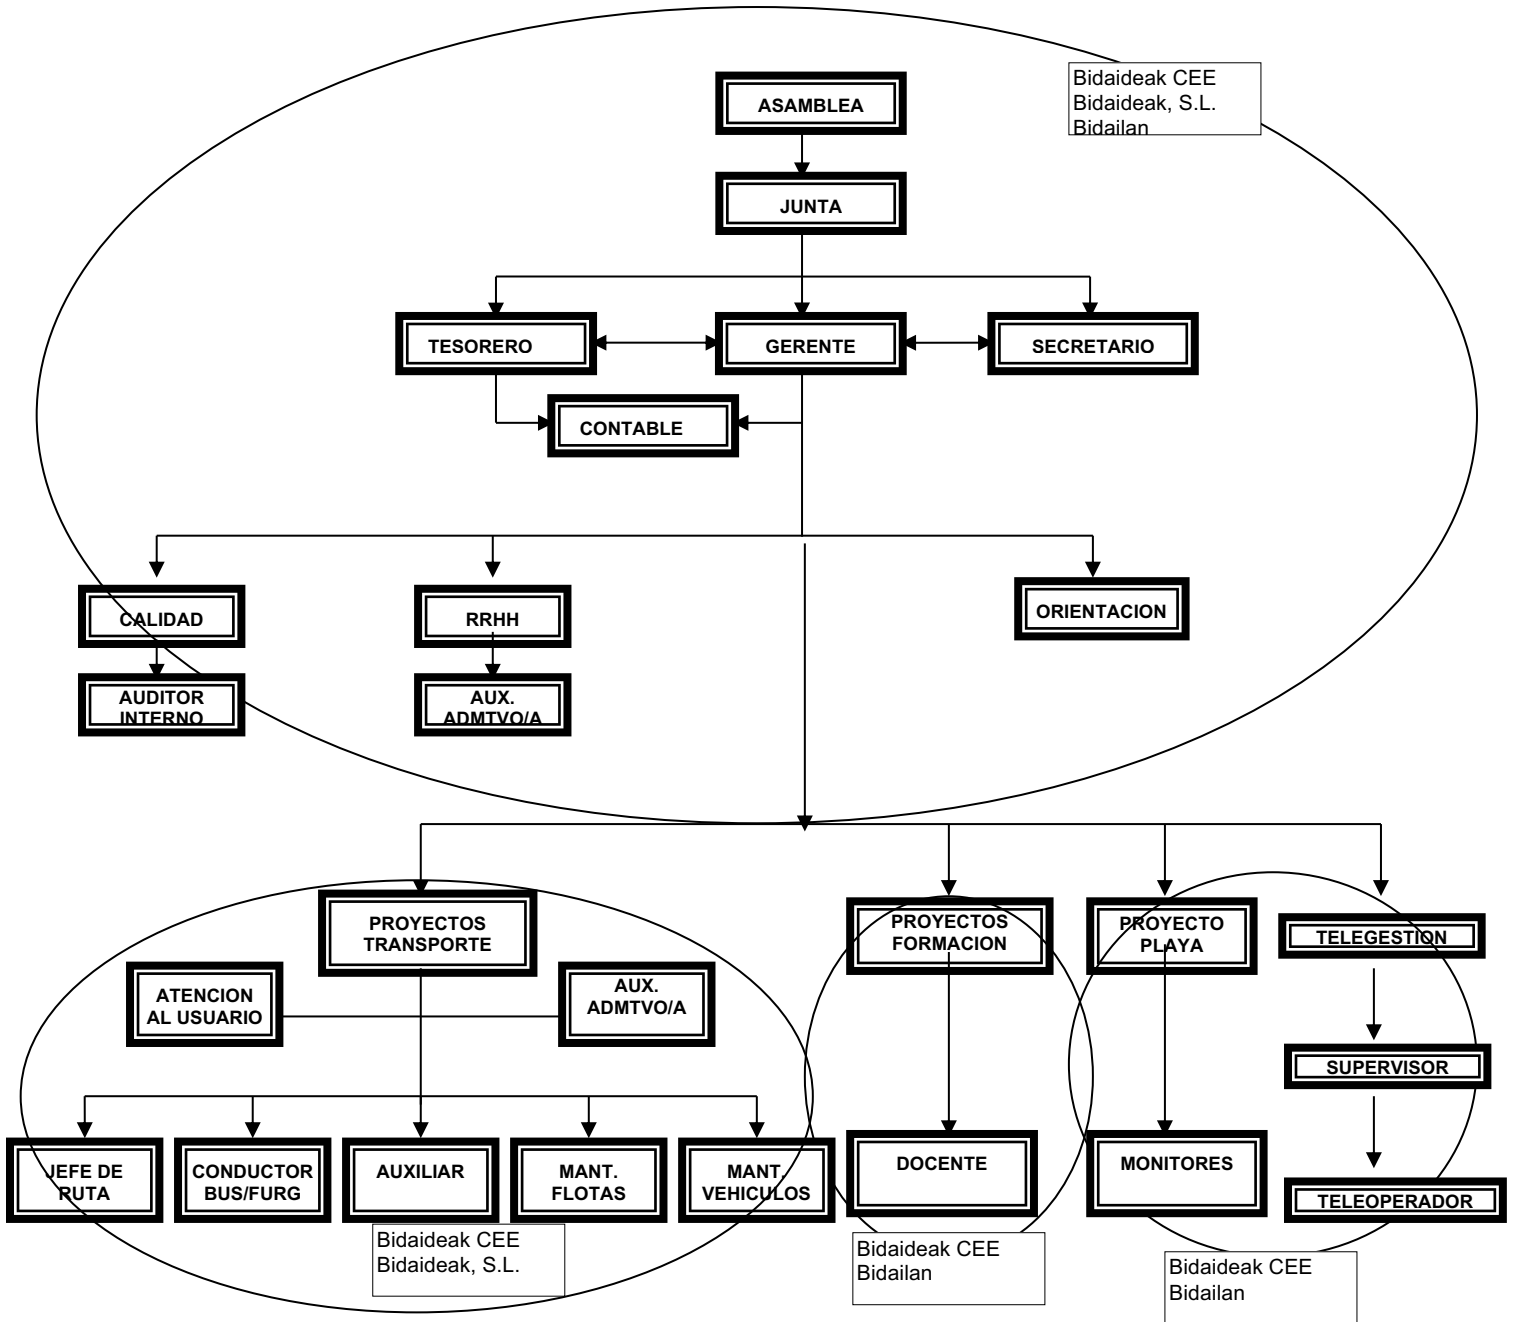 Bidaideak CEE
Bidaideak, S.L.
Bidailan
ASAMBLEA
JUNTA
TESORERO
GERENTE
SECRETARIO
CONTABLE
CALIDAD
RRHH
ORIENTACION
AUDITOR
INTERNO
AUX.
ADMTVO/A
PROYECTOS
TRANSPORTE
PROYECTOS
FORMACION
PROYECTO
PLAYA
TELEGESTION
ATENCION
AL USUARIO
AUX.
ADMTVO/A
SUPERVISOR
JEFE DE
RUTA
CONDUCTOR
BUS/FURG
AUXILIAR
MANT.
FLOTAS
MANT.
VEHICULOS
DOCENTE
MONITORES
TELEOPERADOR
Bidaideak CEE
Bidaideak, S.L.
Bidaideak CEE
Bidailan
Bidaideak CEE
Bidailan